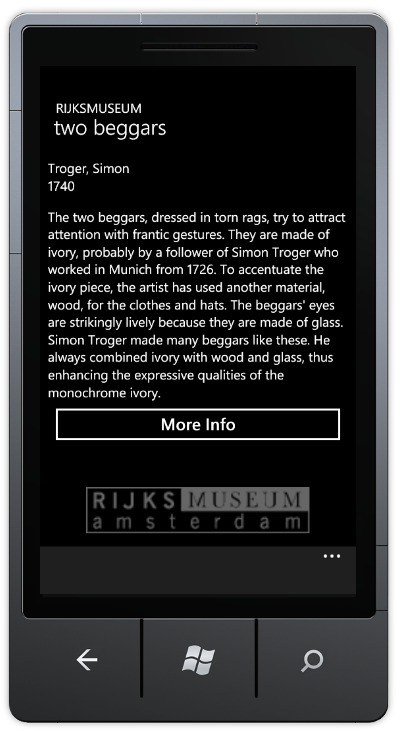 RIJKSMUSEUM
two beggars
Troger, Simon
1740
The two beggars, dressed in torn rags, try to attract
attention with frantic gestures. They are made of
ivory, probably by a follower of Simon Troger who
worked in Munich from 1726. To accentuate the
ivory piece, the artist has used another material,
wood, for the clothes and hats. The beggars' eyes
are strikingly lively because they are made of glass.
Simon Troger made many beggars like these. He
always combined ivory with wood and glass, thus
enhancing the expressive qualities of the
monochrome ivory.
More Info
RIJKS MUSEUM
amsterdam
...